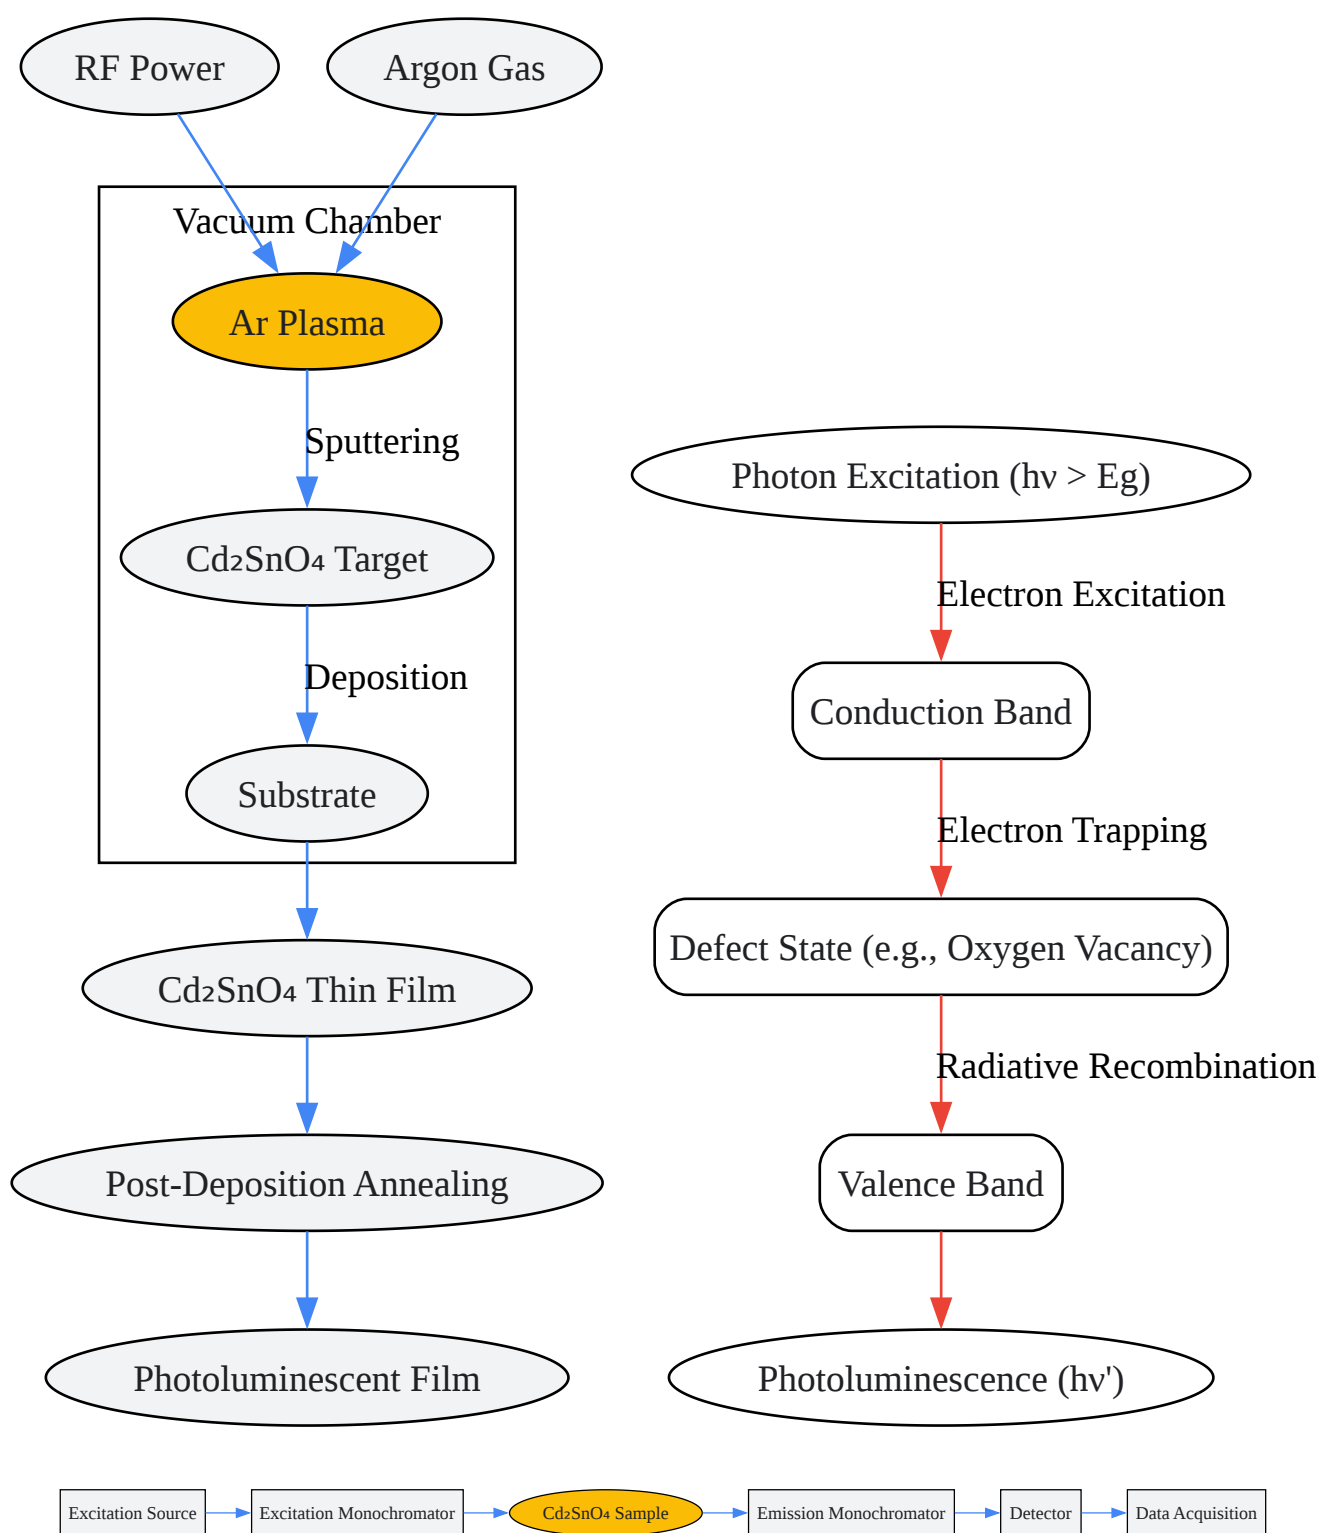 RF Power
Argon Gas
Vacuum Chamber
Ar Plasma
Sputtering
Cd₂SnO₄ Target
Deposition
Substrate
Cd₂SnO₄ Thin Film
Post-Deposition Annealing
Photoluminescent Film
Photon Excitation (hν > Eg)
Electron Excitation
Conduction Band
Electron Trapping
Defect State (e.g., Oxygen Vacancy)
Radiative Recombination
Valence Band
Photoluminescence (hν')
Excitation Source
Excitation Monochromator
Cd₂SnO₄ Sample
Emission Monochromator
Detector
Data Acquisition